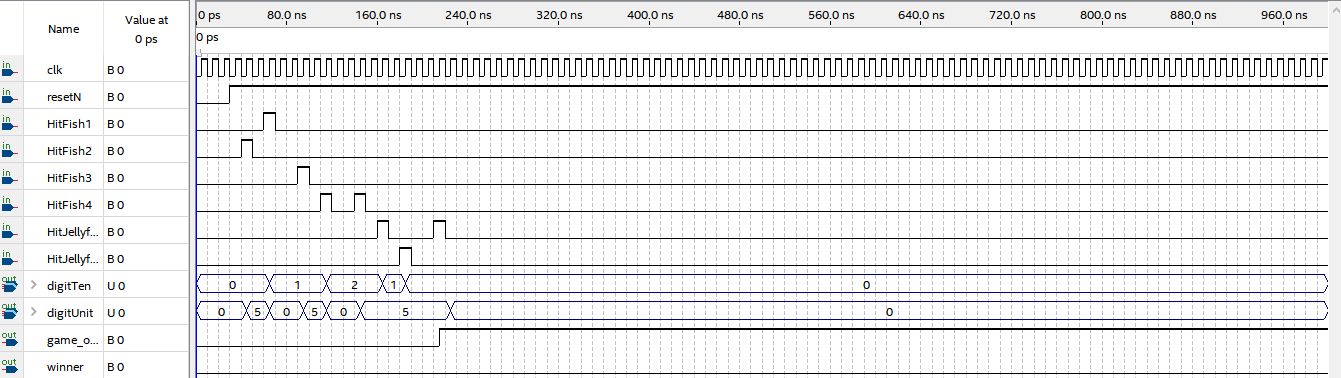 Name Value at 0 ps 0 ps 80.0 ns 160.0 ns 240.0 ns 320.0 ns 400.0 ns 480.0 ns 560.0 ns 640.0 ns 720.0 ns 800.0 ns 880.0 ns 960.0 ns
0 ps
in clk B 0
in resetN B 0
in HitFish1 B 0
in HitFish2 B 0
in HitFish3 B 0
in HitFish4 B 0
in HitJellyf... B 0
in HitJellyf... B 0
out > digitTen U 0 0 1 2 1 0
out > digitUnit U 0 0 5 0 5 0 5 0
out game_o... B 0
out winner B 0